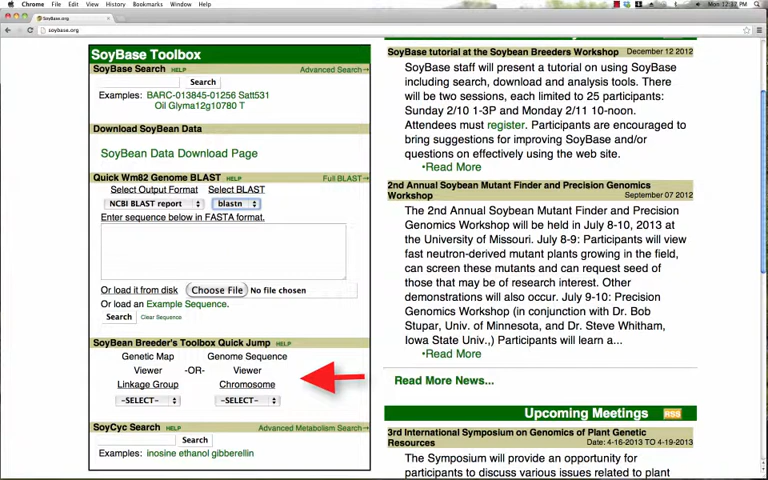 Chrome File Edit View History Bookmarks Window Help
Mon 12:32 PM
SoyBase.org
soybase.org
SoyBase Toolbox
SoyBase Search HELP Advanced Search→
Search
Examples: BARC-013845-01256 Satt531
Oil Glyma12g10780 T
Download SoyBean Data
SoyBean Data Download Page
Quick Wm82 Genome BLAST HELP Full BLAST→
Select Output Format Select BLAST
NCBI BLAST report blastn
Enter sequence below in FASTA format.
Or load it from disk Choose File No file chosen
Or load an Example Sequence.
Search Clear Sequence
SoyBean Breeder's Toolbox Quick Jump HELP
Genetic Map Genome Sequence
Viewer -OR- Viewer
Linkage Group Chromosome
-SELECT- -SELECT-
SoyCyc Search HELP Advanced Metabolism Search→
Search
Examples: inosine ethanol gibberellin
SoyBase tutorial at the Soybean Breeders Workshop December 12 2012
SoyBase staff will present a tutorial on using SoyBase
including search, download and analysis tools. There
will be two sessions, each limited to 25 participants:
Sunday 2/10 1-3P and Monday 2/11 10-noon.
Attendees must register. Participants are encouraged to
bring suggestions for improving SoyBase and/or
questions on effectively using the web site.
•Read More
2nd Annual Soybean Mutant Finder and Precision Genomics
Workshop September 07 2012
The 2nd Annual Soybean Mutant Finder and Precision
Genomics Workshop will be held in July 8-10, 2013 at
the University of Missouri. July 8-9: Participants will view
fast neutron-derived mutant plants growing in the field,
can screen these mutants and can request seed of
those that may be of research interest. Other
demonstrations will also occur. July 9-10: Precision
Genomics Workshop (in conjunction with Dr. Bob
Stupar, Univ. of Minnesota, and Dr. Steve Whitham,
Iowa State Univ.,) Participants will learn a...
•Read More
Read More News...
Upcoming Meetings RSS
3rd International Symposium on Genomics of Plant Genetic
Resources Date: 4-16-2013 TO 4-19-2013
The Symposium will provide an opportunity for
participants to discuss various issues related to plant